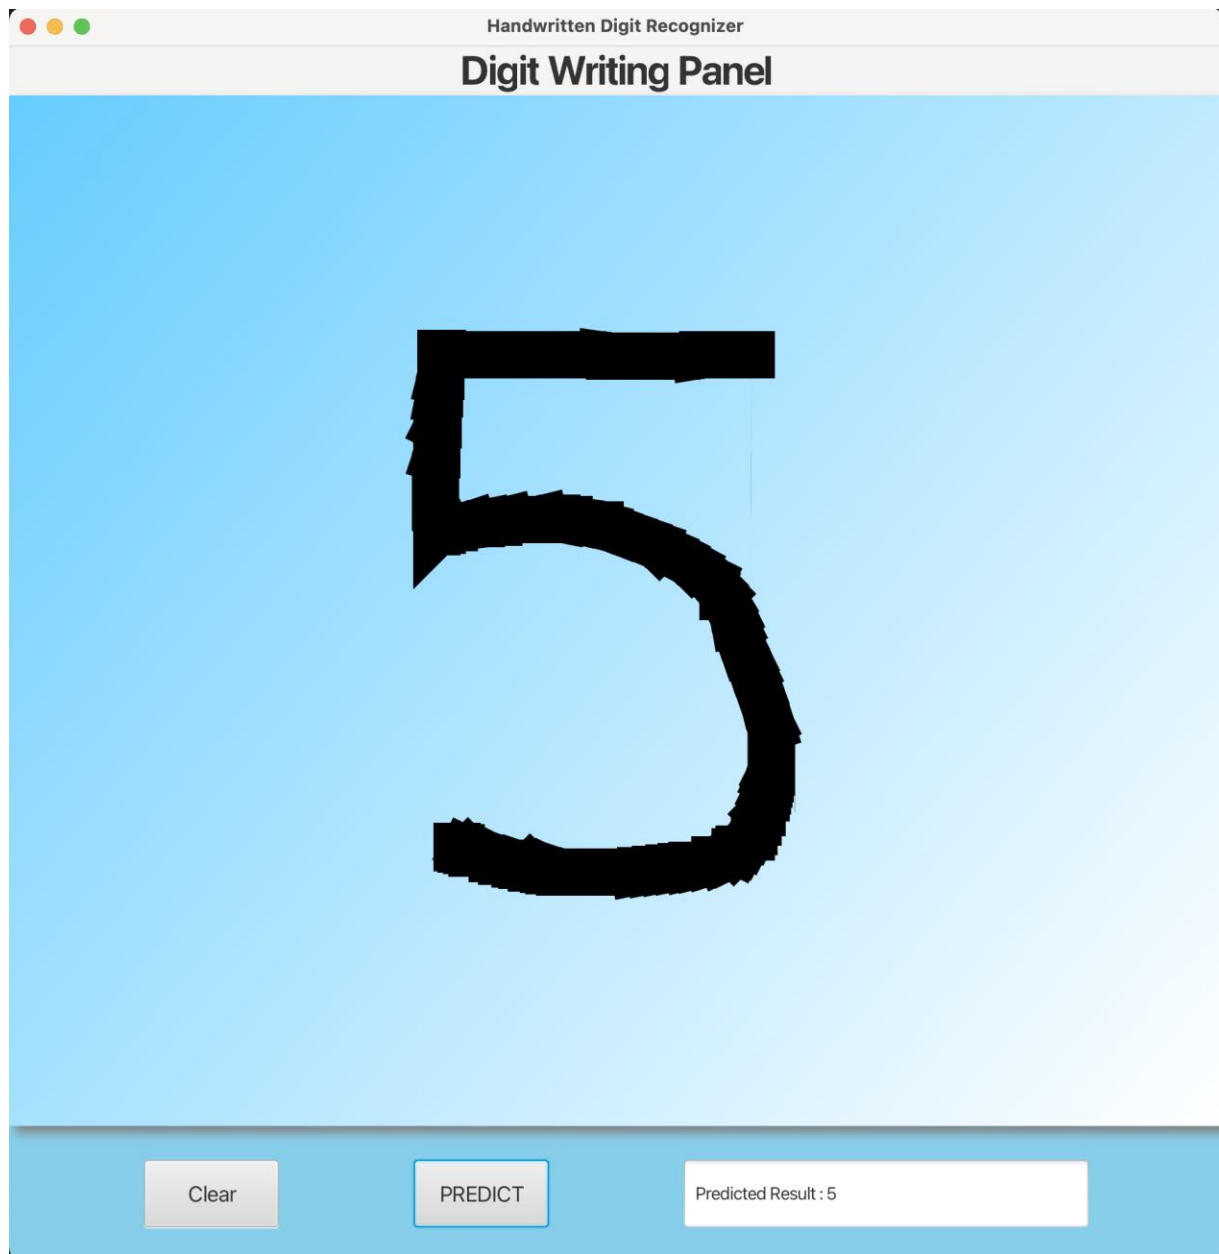 Handwritten Digit Recognizer
Digit Writing Panel
5
Clear
PREDICT
Predicted Result : 5